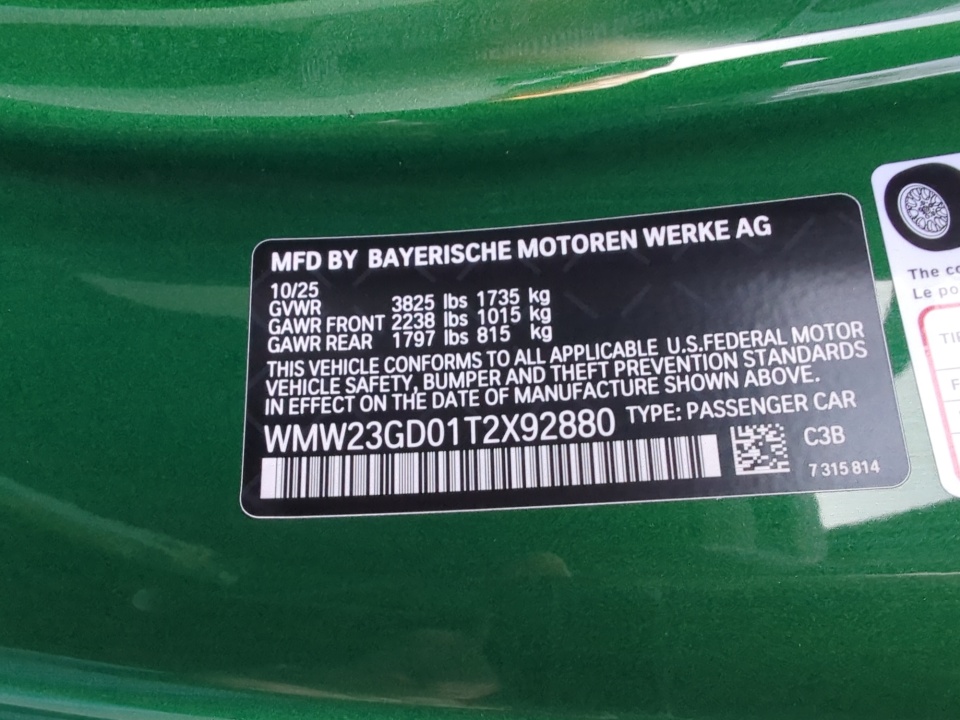 MFD BY BAYERISCHE MOTOREN WERKE AG
10/25
GVWR 3825 lbs 1735 kg
GAWR FRONT 2238 lbs 1015 kg
GAWR REAR 1797 lbs 815 kg
THIS VEHICLE CONFORMS TO ALL APPLICABLE U.S.FEDERAL MOTOR
VEHICLE SAFETY, BUMPER AND THEFT PREVENTION STANDARDS
IN EFFECT ON THE DATE OF MANUFACTURE SHOWN ABOVE.
WMW23GD01T2X92880 TYPE: PASSENGER CAR
C3B
7 315 814
The
Le